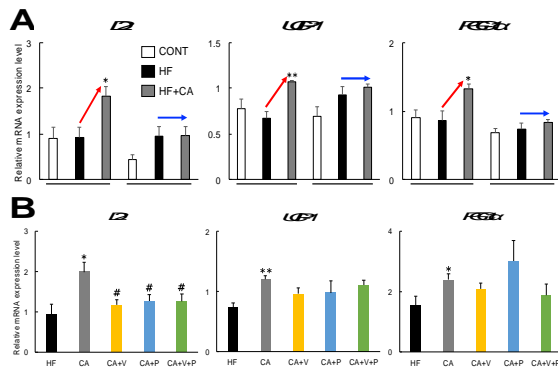 A
Relative mRNA expression level
3
2
1
0
*
CONT
HF
HF+CA
1.5
1
0.5
0
**
2
1
0
*
B
Relative mRNA expression level
3
2
1
0
*
#
#
#
HF
CA
CA+V
CA+P
CA+V+P
2
1
0
**
HF
CA
CA+V
CA+P
CA+V+P
4
2
0
*
HF
CA
CA+V
CA+P
CA+V+P